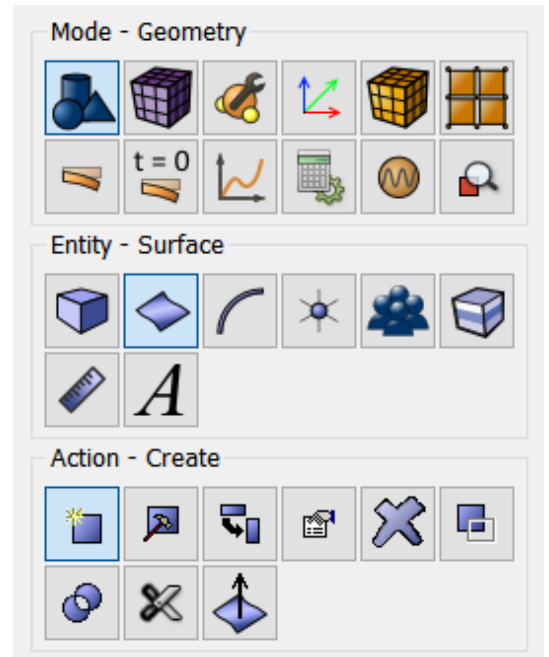 Mode - Geometry
t = 0
Entity - Surface
A
Action - Create